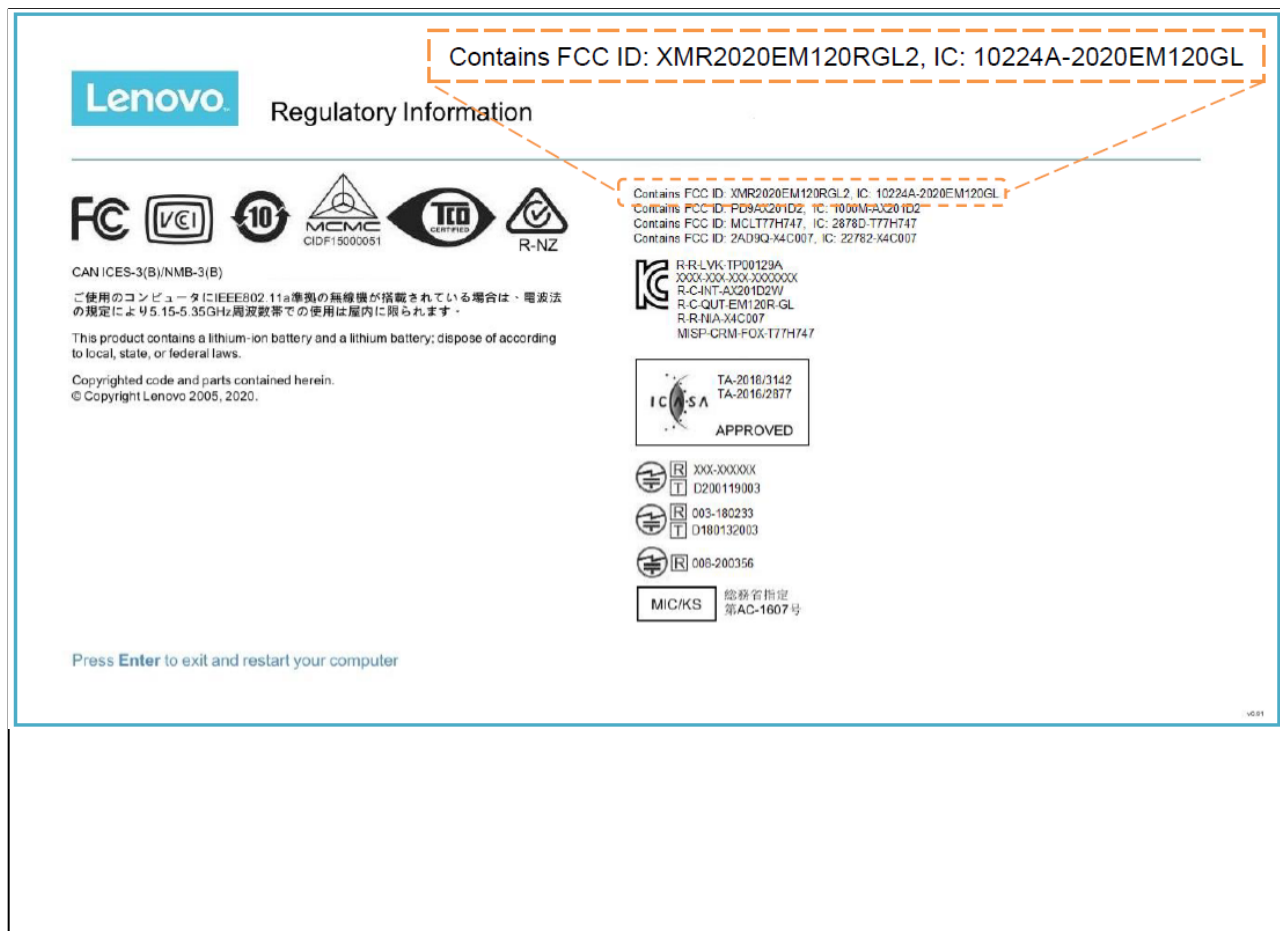 Contains FCC ID: XMR2020EM120RGL2, IC: 10224A-2020EM120GL
Lenovo
Regulatory Information
FC
VCI
10
MCMC
CIDF15000051
TCO
CERTIFIED
R-NZ
CAN ICES-3(B)/NMB-3(B)
ご使用のコンピュータにIEEE802.11a準拠の無線機が搭載されている場合は、電波法
の規定により5.15-5.35GHz周波数帯での使用は屋内に限られます・
This product contains a lithium-ion battery and a lithium battery; dispose of according
to local, state, or federal laws.
Copyrighted code and parts contained herein.
© Copyright Lenovo 2005, 2020.
Contains FCC ID: XMR2020EM120RGL2, IC: 10224A-2020EM120GL
Contains FCC ID: PD9AX201D2, IC: 1000M-AX201D2
Contains FCC ID: MCLT77H747, IC: 2878D-T77H747
Contains FCC ID: 2AD9Q-X4C007, IC: 22782-X4C007
R-R-LVK-TP00129A
XXX-XXX-XXX-XXXXXXX
R-C-INT-AX201D2W
R-C-QUT-EM120R-GL
R-R-NIA-X4C007
MISP-CRM-FOX-T77H747
ICASA
TA-2018/3142
TA-2016/2877
APPROVED
R XXX-XXXXXX
T D200119003
R 003-180233
T D180132003
R 008-200356
MIC/KS
総務省指定
第AC-1607号
Press Enter to exit and restart your computer
v0.01